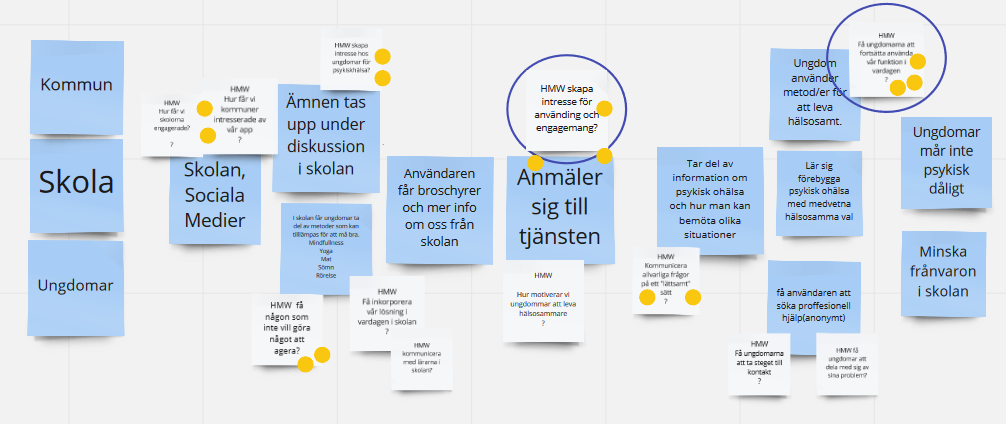 Kommun
Skola
Ungdomar
HMW
Hur får vi
skolorna
engagerade?
?
HMW
Hur får vi
kommuner
intresserade av
vår app
?
Skolan,
Sociala
Medier
HMW skapa
intresse hos
ungdomar för
psykiskhälsa?
Ämnen tas
upp under
diskussion
i skolan
I skolan får ungdomar ta
del av metoder som kan
tilllämpas för att må bra.
Mindfullness
Yoga
Mat
Sömn
Rörelse
HMW få
någon som
inte vill göra
något att
agera?
HMW
Få inkorporera
vår lösning i
vardagen i skolan
?
HMW
kommunicera
med lärarna i
skolan?
Användaren
får broschyrer
och mer info
om oss från
skolan
HMW skapa
intresse för
använding och
engagemang?
Anmäler
sig till
tjänsten
HMW
Hur motiverar vi
ungdommar att leva
hälsosammare
?
Tar del av
information om
psykisk ohälsa
och hur man kan
bemöta olika
situationer
HMW
Kommunicera
allvarliga frågor
på ett "lättsamt"
sätt
?
HMW
Få ungdomarna att
fortsätta använda
vår funktion i
vardagen
?
Ungdom
använder
metod/er för
att leva
hälsosamt.
Lär sig
förebygga
psykisk ohälsa
med medvetna
hälsosamma val
få användaren att
söka proffesionell
hjälp(anonymt)
HMW
Få ungdomarna
att ta steget till
kontakt
?
HMW få
ungdomar att
dela med sig av
sina problem?
Ungdomar
mår inte
psykisk
dåligt
Minska
frånvaron
i skolan